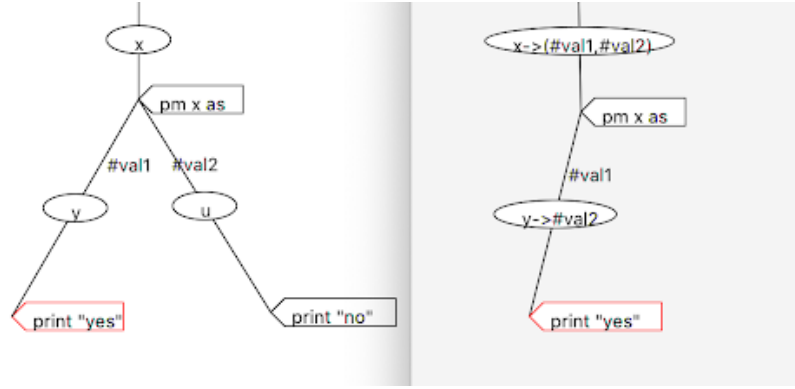 x
pm x as
#val1
#val2
y
u
print "yes"
print "no"
x->(#val1,#val2)
pm x as
#val1
y->#val2
print "yes"